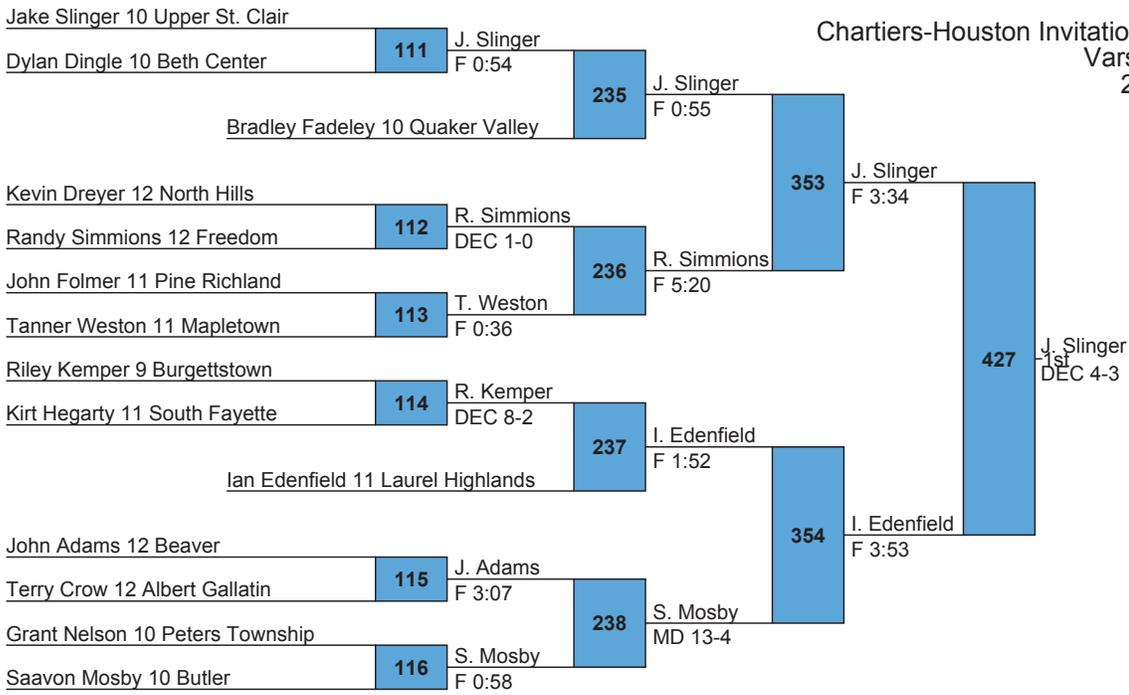 Chartiers-Houston Invitatio
Vars
2
Jake Slinger 10 Upper St. Clair
111
Dylan Dingle 10 Beth Center
J. Slinger
F 0:54
235
Bradley Fadeley 10 Quaker Valley
J. Slinger
F 0:55
Kevin Dreyer 12 North Hills
112
Randy Simmions 12 Freedom
R. Simmions
DEC 1-0
236
John Folmer 11 Pine Richland
113
Tanner Weston 11 Mapletown
T. Weston
F 0:36
R. Simmions
F 5:20
353
J. Slinger
F 3:34
Riley Kemper 9 Burgettstown
114
Kirt Hegarty 11 South Fayette
R. Kemper
DEC 8-2
237
Ian Edenfield 11 Laurel Highlands
I. Edenfield
F 1:52
John Adams 12 Beaver
115
Terry Crow 12 Albert Gallatin
J. Adams
F 3:07
238
Grant Nelson 10 Peters Township
116
Saavon Mosby 10 Butler
S. Mosby
F 0:58
S. Mosby
MD 13-4
354
I. Edenfield
F 3:53
427
J. Slinger
1st
DEC 4-3